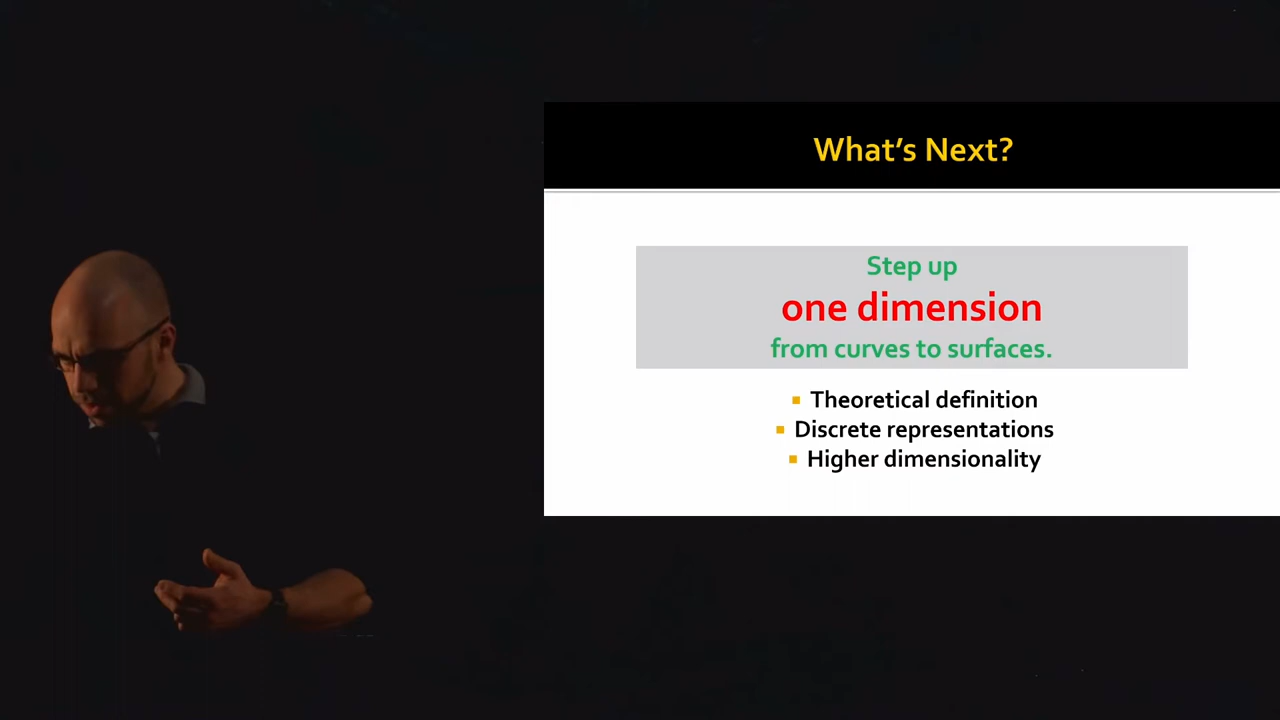 What's Next?
Step up
one dimension
from curves to surfaces.
▪ Theoretical definition
▪ Discrete representations
▪ Higher dimensionality